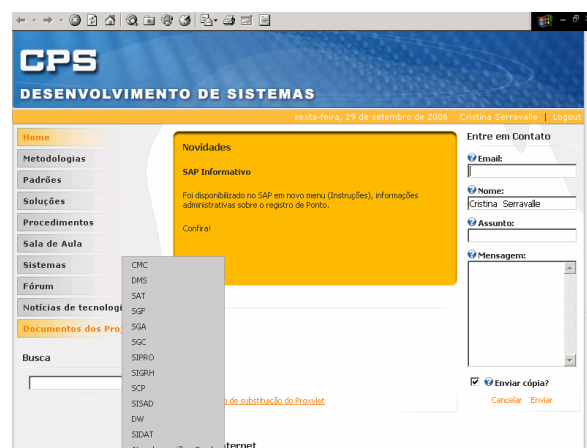 CPS
DESENVOLVIMENTO DE SISTEMAS
sexta-feira, 29 de setembro de 2006 Cristina Serravalle | Logout
Home
Metodologias
Padrões
Soluções
Procedimentos
Sala de Aula
Sistemas
Fórum
Notícias de tecnologi
Documentos dos Pro
Busca
CMC
DMS
SAT
SGF
SGA
SGC
SIPRO
SIGRH
SCP
SISAD
DW
SIDAT
Novidades
SAP Informativo
Foi disponibilizado no SAP em novo menu (Instruções), informações
administrativas sobre o registro de Ponto.
Confira!
de substituição do Proxylet
ternet
Entre em Contato
Email:
Nome:
Cristina Serravalle
Assunto:
Mensagem:
Enviar cópia?
Cancelar Enviar